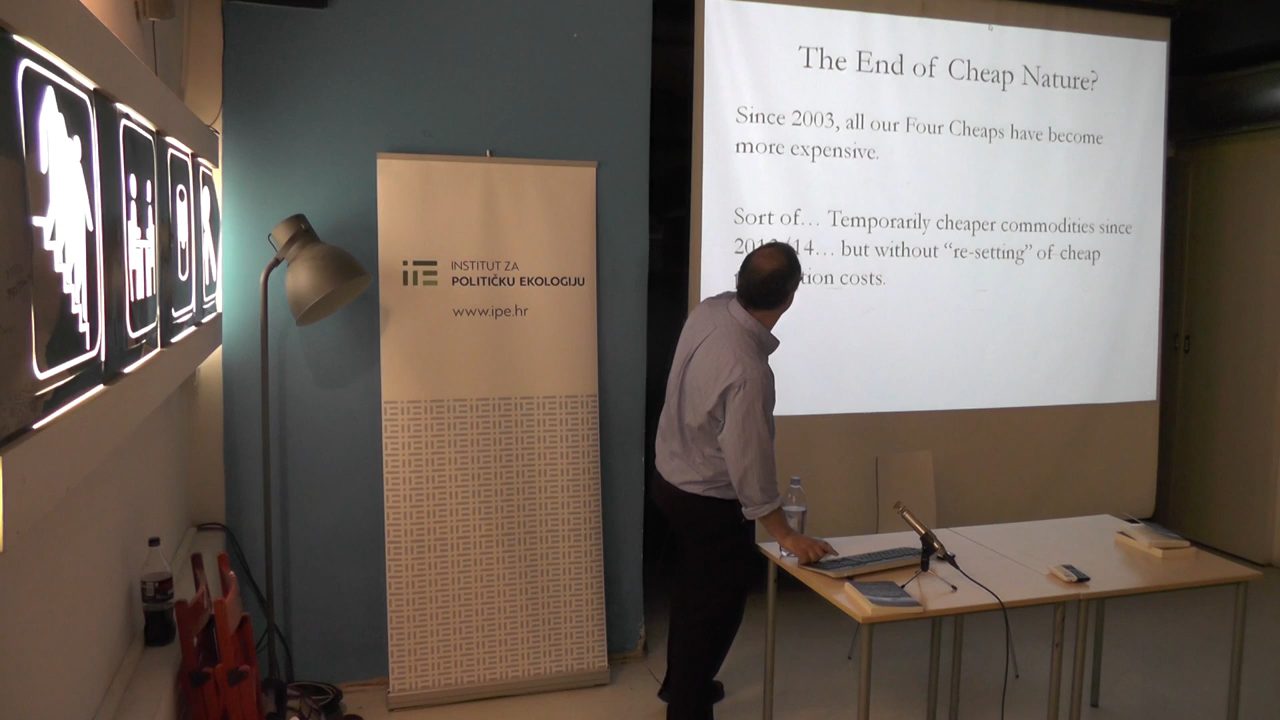 INSTITUT ZA
POLITIČKU EKOLOGIJU
www.ipe.hr
The End of Cheap Nature?
Since 2003, all our Four Cheaps have become
more expensive.
Sort of... Temporarily cheaper commodities since
but without “re-setting” of cheap
costs.